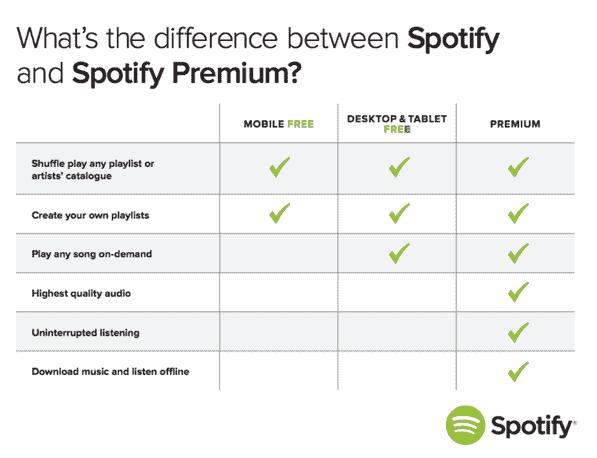 What's the difference between Spotify
and Spotify Premium?
MOBILE FREE
DESKTOP & TABLET
FREE
PREMIUM
Shuffle play any playlist or
artists' catalogue
Create your own playlists
Play any song on-demand
Highest quality audio
Uninterrupted listening
Download music and listen offline
Spotify®